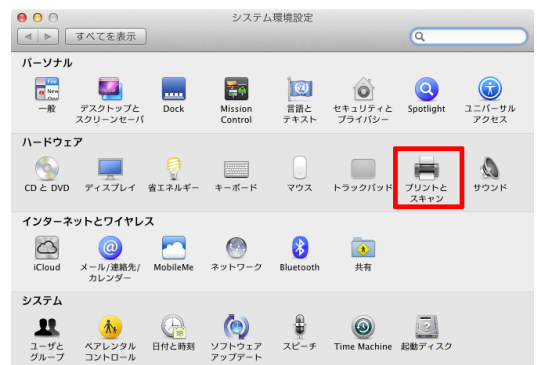 システム環境設定
すべてを表示
パーソナル
一般
デスクトップと
スクリーンセーバ
Dock
Mission
Control
言語と
テキスト
セキュリティと
プライバシー
Spotlight
ユニバーサル
アクセス
ハードウェア
CD と DVD
ディスプレイ
省エネルギー
キーボード
マウス
トラックパッド
プリントと
スキャン
サウンド
インターネットとワイヤレス
iCloud
メール/連絡先/
カレンダー
MobileMe
ネットワーク
Bluetooth
共有
システム
ユーザと
グループ
ペアレンタル
コントロール
日付と時刻
ソフトウェア
アップデート
スピーチ
Time Machine
起動ディスク